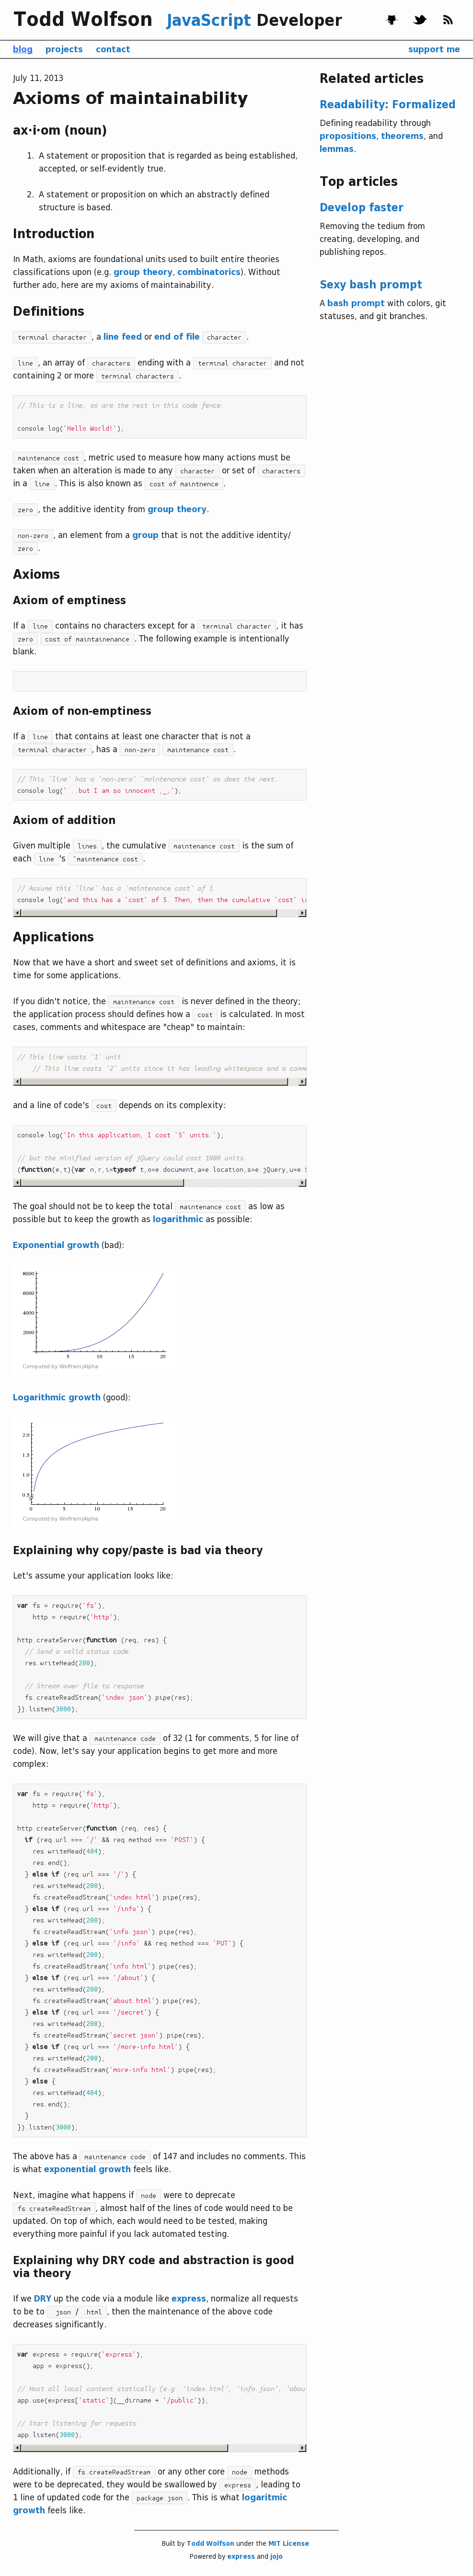 Todd Wolfson JavaScript Developer
blog projects contact support me
July 11, 2013
Axioms of maintainability
ax·i·om (noun)
1. A statement or proposition that is regarded as being established,
accepted, or self-evidently true.
2. A statement or proposition on which an abstractly defined
structure is based.
Introduction
In Math, axioms are foundational units used to built entire theories
classifications upon (e.g. group theory, combinatorics). Without
further ado, here are my axioms of maintainability.
Definitions
terminal character, a line feed or end of file character.
line, an array of characters ending with a terminal character and not
containing 2 or more terminal characters.
// This is a line, as are the rest in this code fence.
console.log('Hello World!');
maintenance cost, metric used to measure how many actions must be
taken when an alteration is made to any character or set of characters
in a line. This is also known as cost of maintnence.
zero, the additive identity from group theory.
non-zero, an element from a group that is not the additive identity/
zero.
Axioms
Axiom of emptiness
If a line contains no characters except for a terminal character, it has
zero cost of maintainenance. The following example is intentionally
blank.
Axiom of non-emptiness
If a line that contains at least one character that is not a
terminal character, has a non-zero maintenance cost.
// This `line` has a `non-zero` `maintenance cost` as does the next.
console.log('...but I am so innocent ;_;');
Axiom of addition
Given multiple lines, the cumulative maintenance cost is the sum of
each line's `maintenance cost.
// Assume this `line` has a `maintenance cost` of 1
console.log('and this has a `cost` of 5. Then, then the cumulative `cost` i
Applications
Now that we have a short and sweet set of definitions and axioms, it is
time for some applications.
If you didn't notice, the maintenance cost is never defined in the theory;
the application process should defines how a cost is calculated. In most
cases, comments and whitespace are "cheap" to maintain:
// This line costs `1` unit
// This line costs `2` units since it has leading whitespace and a comm
and a line of code's cost depends on its complexity:
console.log('In this application, I cost `5` units.');
// but the minified version of jQuery could cost 1000 units.
(function(e,t){var n,r,i=typeof t,o=e.document,a=e.location,s=e.jQuery,u=e.$
The goal should not be to keep the total maintenance cost as low as
possible but to keep the growth as logarithmic as possible:
Exponential growth (bad):
8000
6000
4000
2000
5 10 15 20
Computed by Wolfram|Alpha
Logarithmic growth (good):
2.0
1.5
1.0
0.5
0 5 10 15 20
Computed by Wolfram|Alpha
Explaining why copy/paste is bad via theory
Let's assume your application looks like:
var fs = require('fs'),
http = require('http');
http.createServer(function (req, res) {
// Send a valid status code
res.writeHead(200);
// Stream over file to response
fs.createReadStream('index.json').pipe(res);
}).listen(3000);
We will give that a maintenance code of 32 (1 for comments, 5 for line of
code). Now, let's say your application begins to get more and more
complex:
var fs = require('fs'),
http = require('http');
http.createServer(function (req, res) {
if (req.url === '/' && req.method === 'POST') {
res.writeHead(404);
res.end();
} else if (req.url === '/') {
res.writeHead(200);
fs.createReadStream('index.html').pipe(res);
} else if (req.url === '/info') {
res.writeHead(200);
fs.createReadStream('info.json').pipe(res);
} else if (req.url === '/info' && req.method === 'PUT') {
res.writeHead(200);
fs.createReadStream('info.html').pipe(res);
} else if (req.url === '/about') {
res.writeHead(200);
fs.createReadStream('about.html').pipe(res);
} else if (req.url === '/secret') {
res.writeHead(200);
fs.createReadStream('secret.json').pipe(res);
} else if (req.url === '/more-info.html') {
res.writeHead(200);
fs.createReadStream('more-info.html').pipe(res);
} else {
res.writeHead(404);
res.end();
}
}).listen(3000);
The above has a maintenance code of 147 and includes no comments. This
is what exponential growth feels like.
Next, imagine what happens if node were to deprecate
fs.createReadStream, almost half of the lines of code would need to be
updated. On top of which, each would need to be tested, making
everything more painful if you lack automated testing.
Explaining why DRY code and abstraction is good
via theory
If we DRY up the code via a module like express, normalize all requests
to be to .json/.html, then the maintenance of the above code
decreases significantly.
var express = require('express'),
app = express();
// Host all local content statically (e.g. `index.html`, `info.json`, `abou
app.use(express['static'](__dirname + '/public'));
// Start listening for requests
app.listen(3000);
Additionally, if fs.createReadStream or any other core node methods
were to be deprecated, they would be swallowed by express, leading to
1 line of updated code for the package.json. This is what logaritmic
growth feels like.
Related articles
Readability: Formalized
Defining readability through
propositions, theorems, and
lemmas.
Top articles
Develop faster
Removing the tedium from
creating, developing, and
publishing repos.
Sexy bash prompt
A bash prompt with colors, git
statuses, and git branches.
Built by Todd Wolfson under the MIT License
Powered by express and jojo